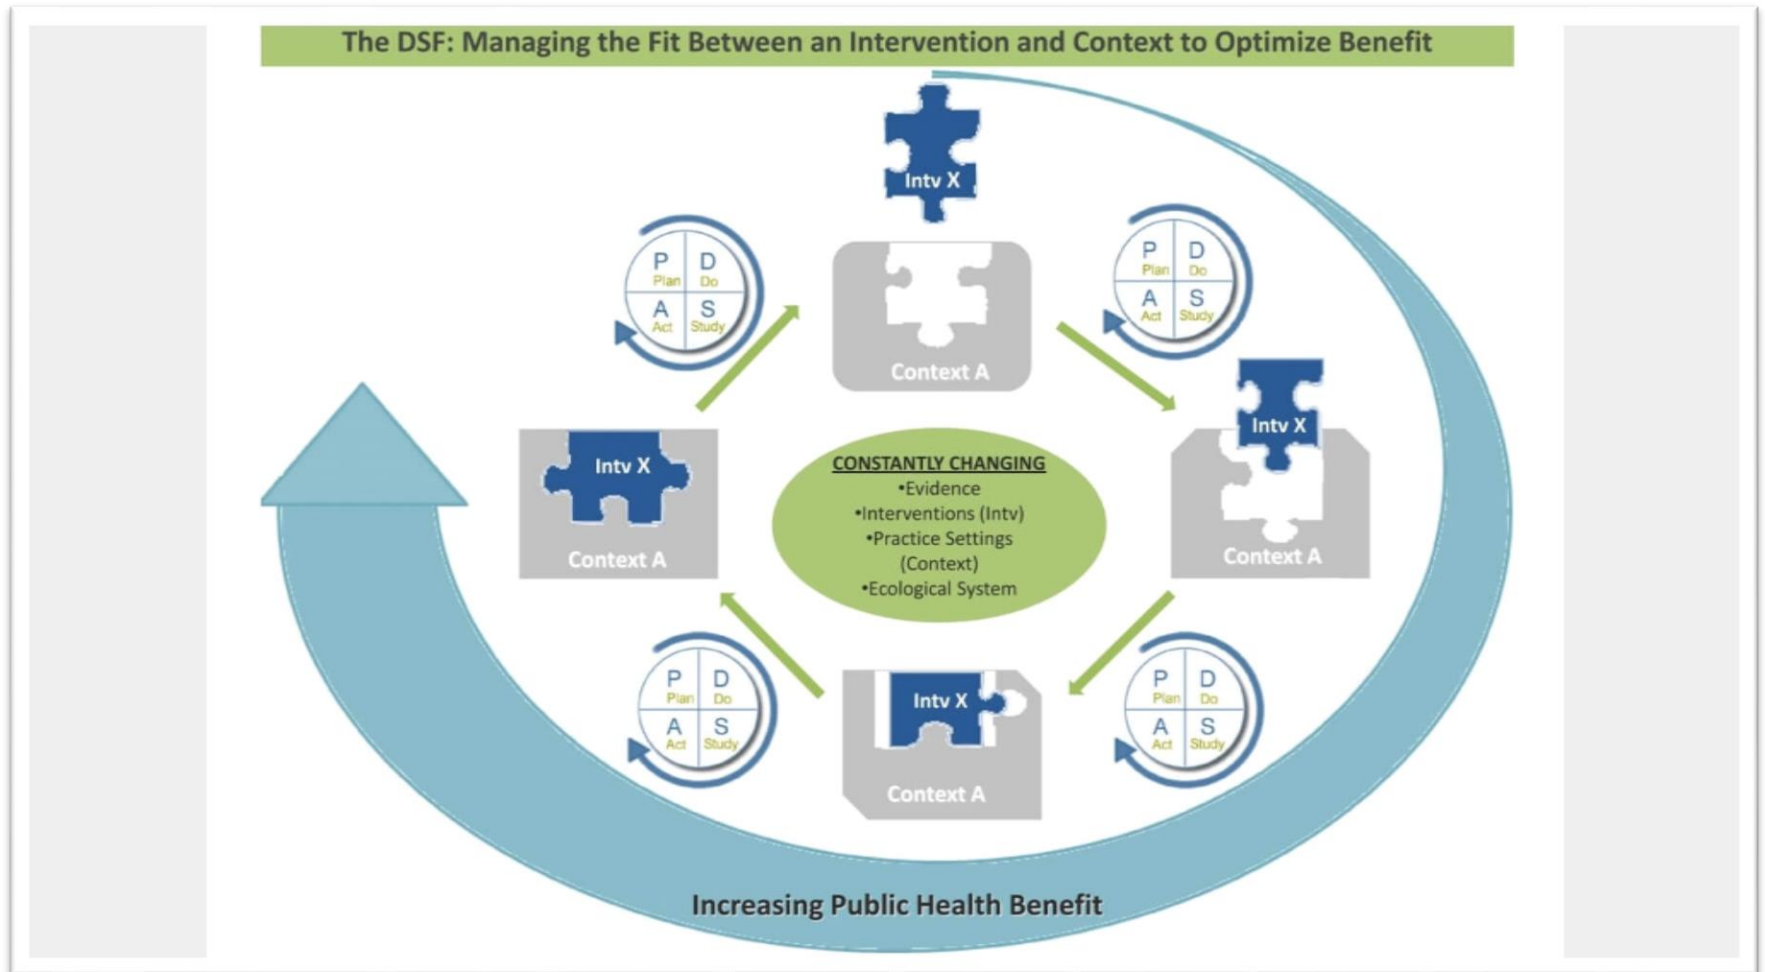 The DSF: Managing the Fit Between an Intervention and Context to Optimize Benefit
Intv X
Context A
P D
Plan Do
A S
Act Study
P D
Plan Do
A S
Act Study
Intv X
Context A
Intv X
Context A
CONSTANTLY CHANGING
•Evidence
•Interventions (Intv)
•Practice Settings
(Context)
•Ecological System
P D
Plan Do
A S
Act Study
P D
Plan Do
A S
Act Study
Intv X
Context A
Increasing Public Health Benefit